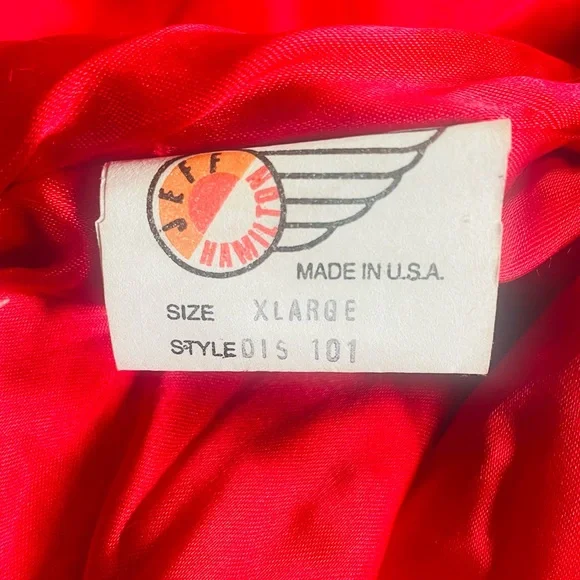 JEFF
HAMILTON
MADE IN U.S.A.
SIZE XLARGE
STYLE DIS 101